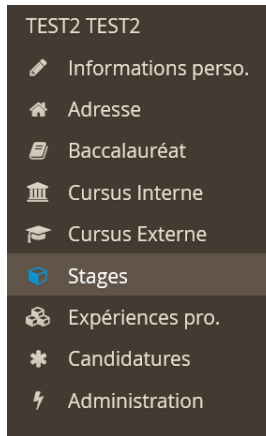 TEST2 TEST2
Informations perso.
Adresse
Baccalauréat
Cursus Interne
Cursus Externe
Stages
Expériences pro.
Candidatures
Administration